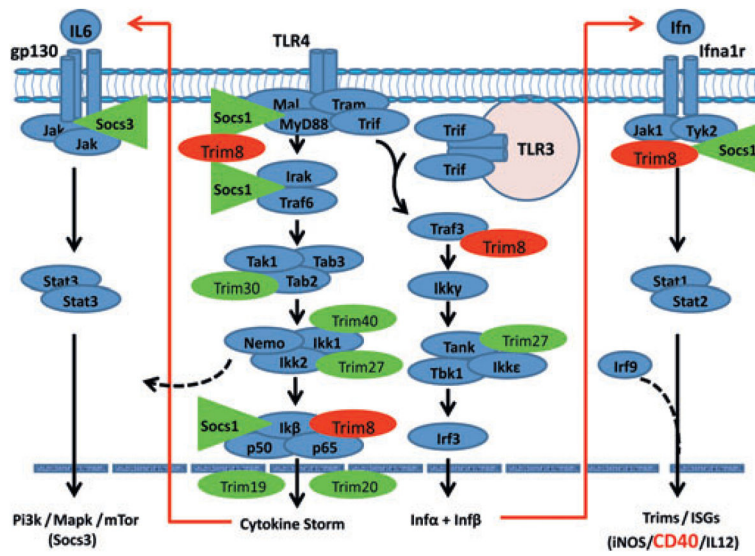 IL6
gp130
TLR4
Ifn
Ifna1r
Mal
Tram
Socs1
MyD88
Trif
Trim8
Jak
Socs3
Jak
Trif
Trif
TLR3
Jak1
Tyk2
Trim8
Socs1
Irak
Socs1
Traf6
Traf3
Trim8
Tak1
Tab3
Tab2
Trim30
Stat3
Stat3
Ikkγ
Stat1
Stat2
Trim40
Nemo
Ikk1
Ikk2
Trim27
Tank
Trim27
Tbk1
Ikkε
Irf9
Socs1
Ikβ
Trim8
p50
p65
Irf3
Trim19
Trim20
Pi3k / Mapk / mTor
(Socs3)
Cytokine Storm
Infα + Infβ
Trims / ISGs
(iNOS/CD40/IL12)